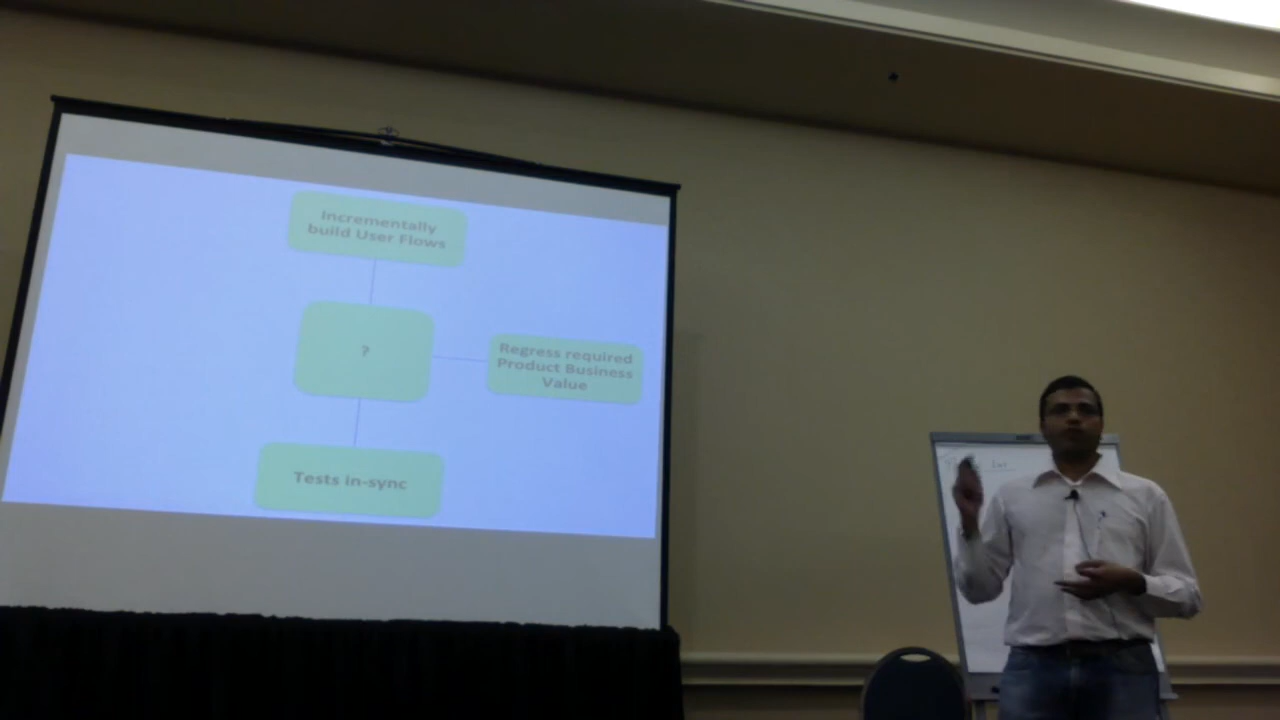 Incrementally
build User Flows
?
Regress required
Product Business
Value
Tests in-sync